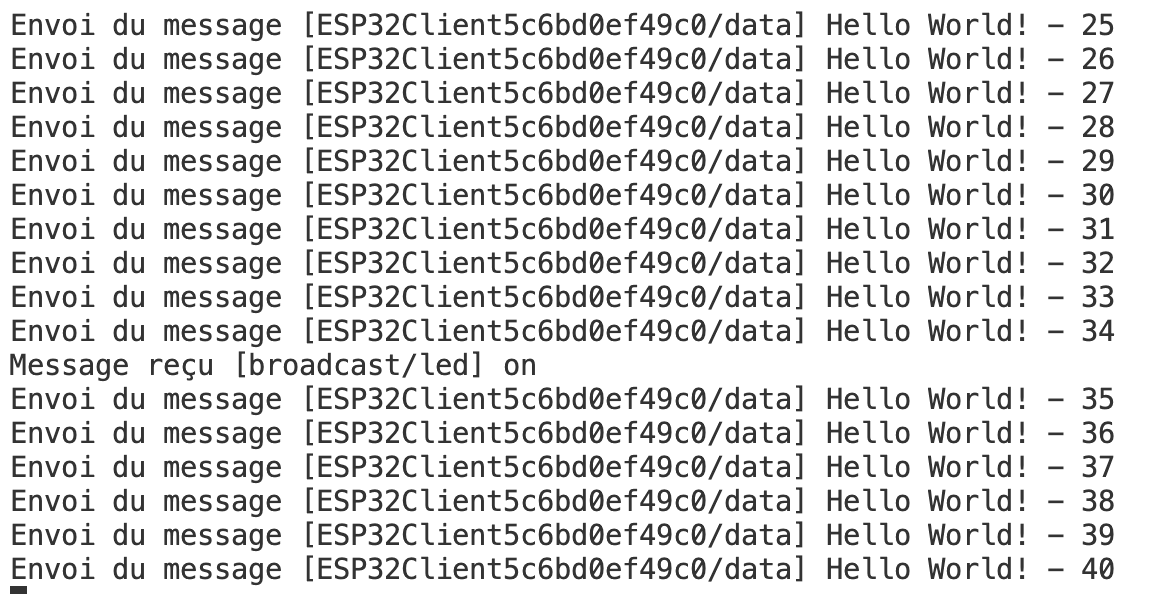 Envoi du message [ESP32Client5c6bd0ef49c0/data] Hello World! - 25
Envoi du message [ESP32Client5c6bd0ef49c0/data] Hello World! - 26
Envoi du message [ESP32Client5c6bd0ef49c0/data] Hello World! - 27
Envoi du message [ESP32Client5c6bd0ef49c0/data] Hello World! - 28
Envoi du message [ESP32Client5c6bd0ef49c0/data] Hello World! - 29
Envoi du message [ESP32Client5c6bd0ef49c0/data] Hello World! - 30
Envoi du message [ESP32Client5c6bd0ef49c0/data] Hello World! - 31
Envoi du message [ESP32Client5c6bd0ef49c0/data] Hello World! - 32
Envoi du message [ESP32Client5c6bd0ef49c0/data] Hello World! - 33
Envoi du message [ESP32Client5c6bd0ef49c0/data] Hello World! - 34
Message reçu [broadcast/led] on
Envoi du message [ESP32Client5c6bd0ef49c0/data] Hello World! - 35
Envoi du message [ESP32Client5c6bd0ef49c0/data] Hello World! - 36
Envoi du message [ESP32Client5c6bd0ef49c0/data] Hello World! - 37
Envoi du message [ESP32Client5c6bd0ef49c0/data] Hello World! - 38
Envoi du message [ESP32Client5c6bd0ef49c0/data] Hello World! - 39
Envoi du message [ESP32Client5c6bd0ef49c0/data] Hello World! - 40